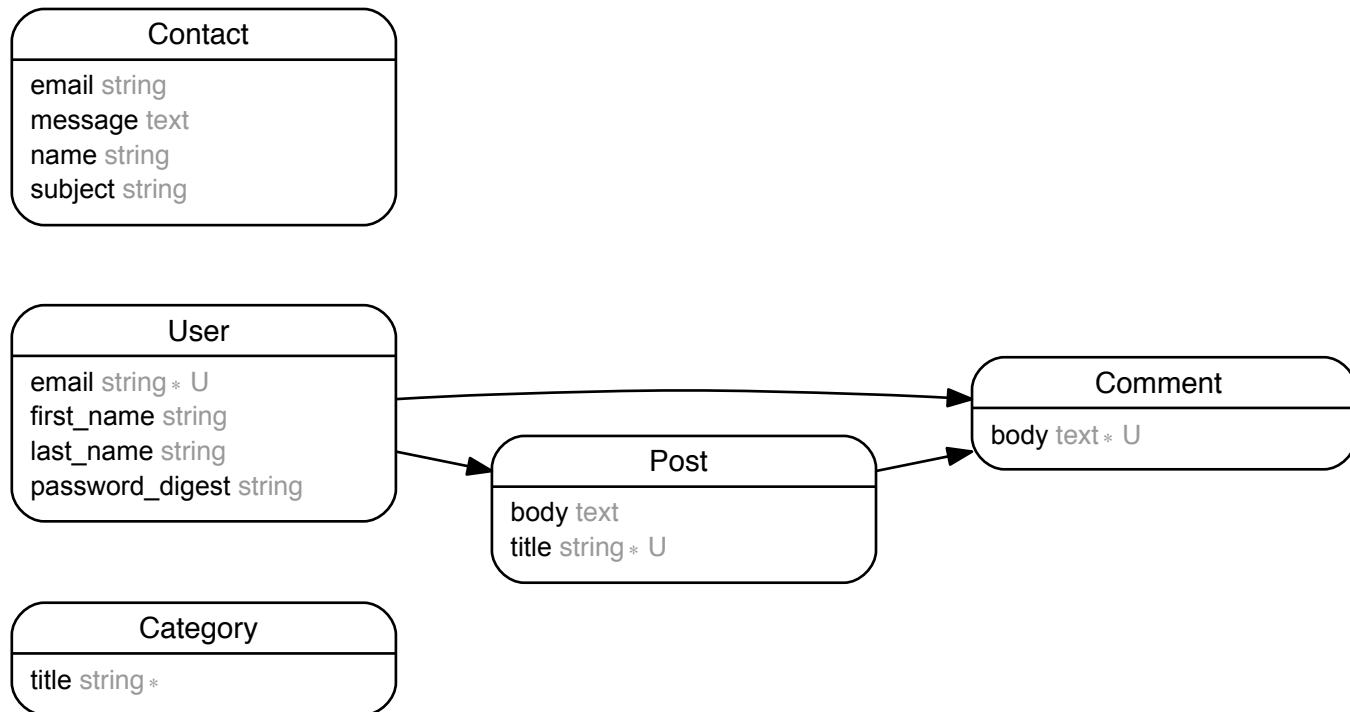 Contact
email string
message text
name string
subject string
User
email string∗ U
first_name string
last_name string
password_digest string
Comment
body text∗ U
Post
body text
title string∗ U
Category
title string∗